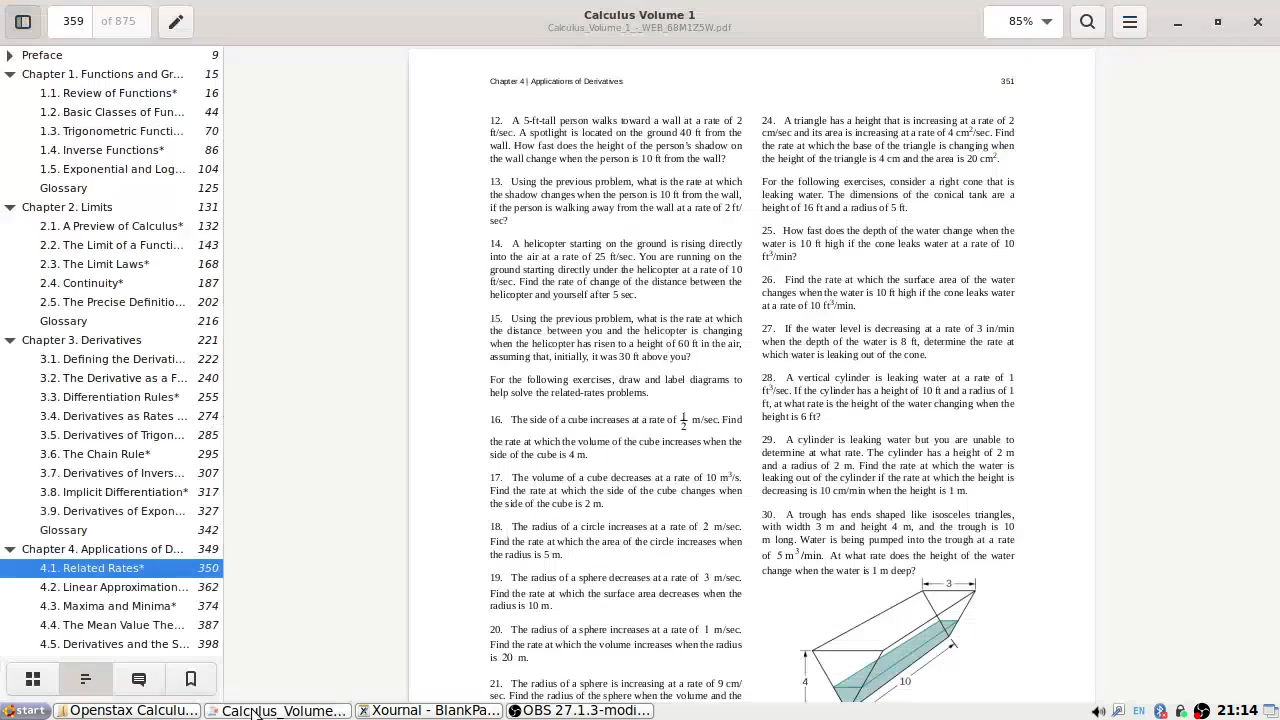 359
of 875
Calculus Volume 1
Calculus_Volume_1_-_WEB_68M1Z5W.pdf
85%
Preface 9
Chapter 1. Functions and Gr... 15
1.1. Review of Functions* 16
1.2. Basic Classes of Fun... 44
1.3. Trigonometric Functi... 70
1.4. Inverse Functions* 86
1.5. Exponential and Log... 104
Glossary 125
Chapter 2. Limits 131
2.1. A Preview of Calculus* 132
2.2. The Limit of a Functi... 143
2.3. The Limit Laws* 168
2.4. Continuity* 187
2.5. The Precise Definitio... 202
Glossary 216
Chapter 3. Derivatives 221
3.1. Defining the Derivati... 222
3.2. The Derivative as a F... 240
3.3. Differentiation Rules* 255
3.4. Derivatives as Rates ... 274
3.5. Derivatives of Trigon... 285
3.6. The Chain Rule* 295
3.7. Derivatives of Invers... 307
3.8. Implicit Differentiation* 317
3.9. Derivatives of Expon... 327
Glossary 342
Chapter 4. Applications of D... 349
4.1. Related Rates* 350
4.2. Linear Approximation... 362
4.3. Maxima and Minima* 374
4.4. The Mean Value The... 387
4.5. Derivatives and the S... 398
Chapter 4 | Applications of Derivatives 351
12. A 5-ft-tall person walks toward a wall at a rate of 2
ft/sec. A spotlight is located on the ground 40 ft from the
wall. How fast does the height of the person's shadow on
the wall change when the person is 10 ft from the wall?
13. Using the previous problem, what is the rate at which
the shadow changes when the person is 10 ft from the wall,
if the person is walking away from the wall at a rate of 2 ft/
sec?
14. A helicopter starting on the ground is rising directly
into the air at a rate of 25 ft/sec. You are running on the
ground starting directly under the helicopter at a rate of 10
ft/sec. Find the rate of change of the distance between the
helicopter and yourself after 5 sec.
15. Using the previous problem, what is the rate at which
the distance between you and the helicopter is changing
when the helicopter has risen to a height of 60 ft in the air,
assuming that, initially, it was 30 ft above you?
For the following exercises, draw and label diagrams to
help solve the related-rates problems.
16. The side of a cube increases at a rate of 1/2 m/sec. Find
the rate at which the volume of the cube increases when the
side of the cube is 4 m.
17. The volume of a cube decreases at a rate of 10 m³/s.
Find the rate at which the side of the cube changes when
the side of the cube is 2 m.
18. The radius of a circle increases at a rate of 2 m/sec.
Find the rate at which the area of the circle increases when
the radius is 5 m.
19. The radius of a sphere decreases at a rate of 3 m/sec.
Find the rate at which the surface area decreases when the
radius is 10 m.
20. The radius of a sphere increases at a rate of 1 m/sec.
Find the rate at which the volume increases when the radius
is 20 m.
21. The radius of a sphere is increasing at a rate of 9 cm/
sec. Find the radius of the sphere when the volume and the
24. A triangle has a height that is increasing at a rate of 2
cm/sec and its area is increasing at a rate of 4 cm²/sec. Find
the rate at which the base of the triangle is changing when
the height of the triangle is 4 cm and the area is 20 cm².
For the following exercises, consider a right cone that is
leaking water. The dimensions of the conical tank are a
height of 16 ft and a radius of 5 ft.
25. How fast does the depth of the water change when the
water is 10 ft high if the cone leaks water at a rate of 10
ft³/min?
26. Find the rate at which the surface area of the water
changes when the water is 10 ft high if the cone leaks water
at a rate of 10 ft³/min.
27. If the water level is decreasing at a rate of 3 in/min
when the depth of the water is 8 ft, determine the rate at
which water is leaking out of the cone.
28. A vertical cylinder is leaking water at a rate of 1
ft³/sec. If the cylinder has a height of 10 ft and a radius of 1
ft, at what rate is the height of the water changing when the
height is 6 ft?
29. A cylinder is leaking water but you are unable to
determine at what rate. The cylinder has a height of 2 m
and a radius of 2 m. Find the rate at which the water is
leaking out of the cylinder if the rate at which the height is
decreasing is 10 cm/min when the height is 1 m.
30. A trough has ends shaped like isosceles triangles,
with width 3 m and height 4 m, and the trough is 10
m long. Water is being pumped into the trough at a rate
of 5 m³/min. At what rate does the height of the water
change when the water is 1 m deep?
3
4
10
start
Openstax Calculu...
Calculus_Volume...
Xournal - BlankPa...
OBS 27.1.3-modi...
EN
21:14